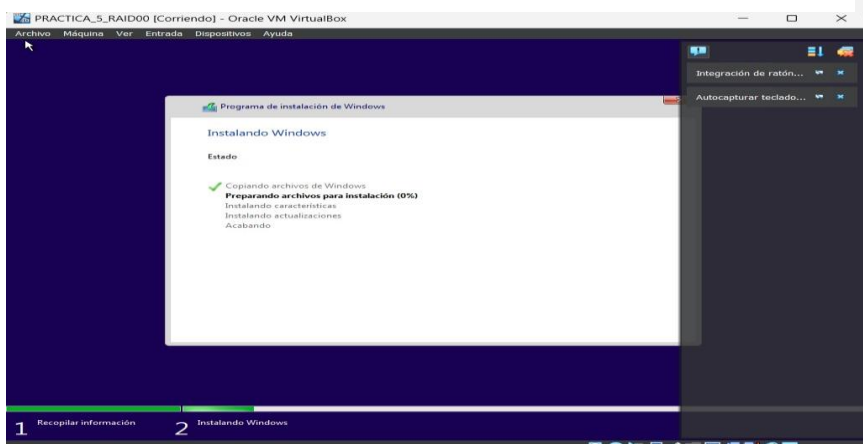 PRACTICA_5_RAID00 [Corriendo] - Oracle VM VirtualBox
Archivo Máquina Ver Entrada Dispositivos Ayuda
Integración de ratón...
Autocapturar teclado...
Programa de instalación de Windows
Instalando Windows
Estado
Copiando archivos de Windows
Preparando archivos para instalación (0%)
Instalando características
Instalando actualizaciones
Acabando
1 Recopilar información 2 Instalando Windows